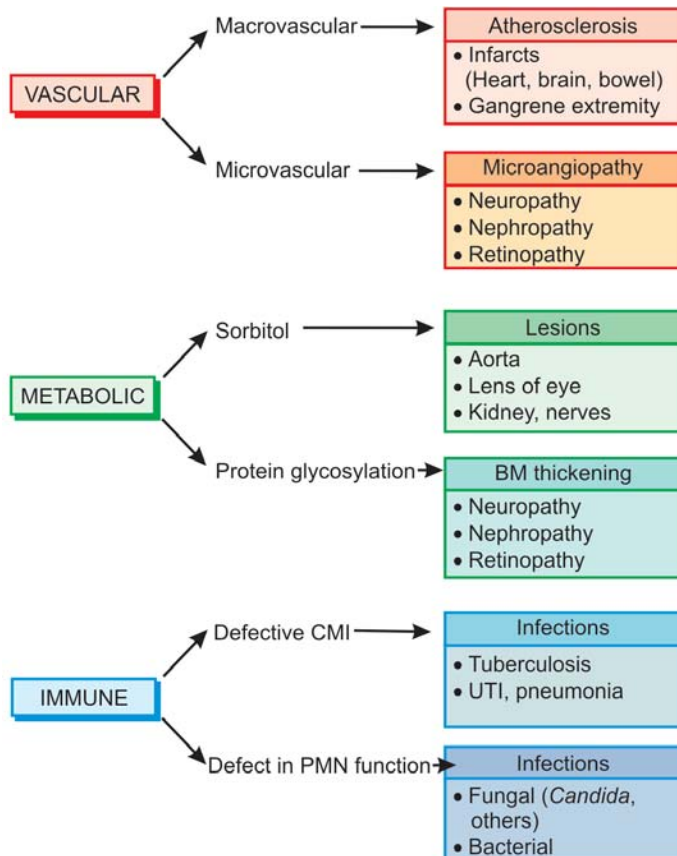 Macrovascular
Atherosclerosis
• Infarcts
(Heart, brain, bowel)
• Gangrene extremity
VASCULAR
Microvascular
Microangiopathy
• Neuropathy
• Nephropathy
• Retinopathy
Sorbitol
Lesions
• Aorta
• Lens of eye
• Kidney, nerves
METABOLIC
Protein glycosylation
BM thickening
• Neuropathy
• Nephropathy
• Retinopathy
Defective CMI
Infections
• Tuberculosis
• UTI, pneumonia
IMMUNE
Defect in PMN function
Infections
• Fungal (Candida,
others)
• Bacterial